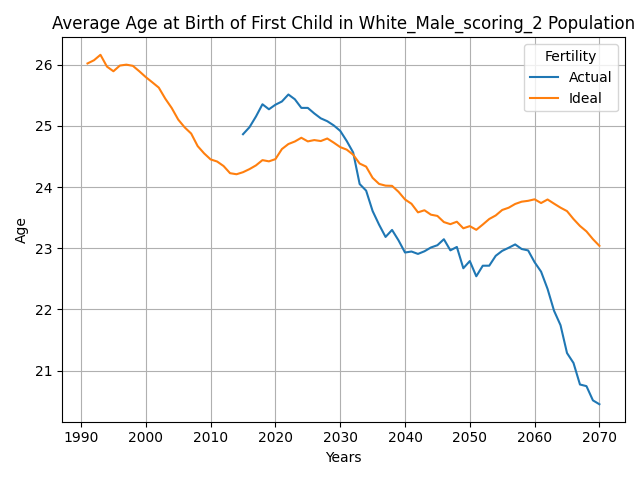 Average Age at Birth of First Child in White_Male_scoring_2 Population
Fertility
Actual
Ideal
Age
26
25
24
23
22
21
1990 2000 2010 2020 2030 2040 2050 2060 2070
Years